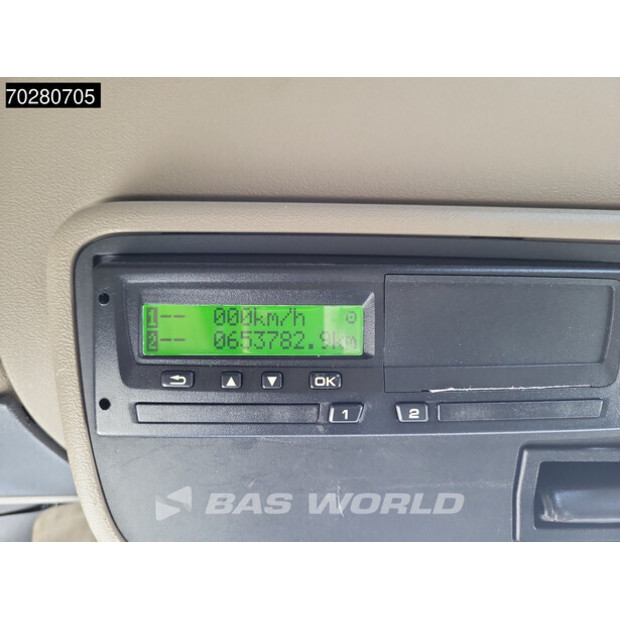 70280705
1 -- 000km/h
2 -- 0653782.9km
OK
1 2
BAS WORLD